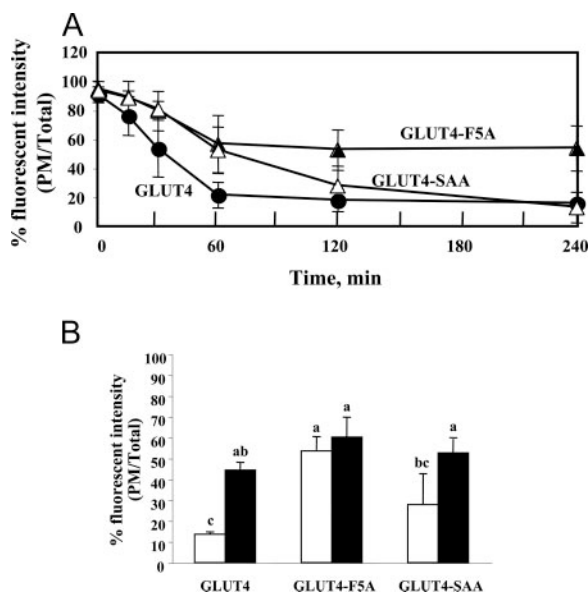 A
% fluorescent intensity
(PM/Total)
120
100
80
60
40
20
0
GLUT4-F5A
GLUT4
GLUT4-SAA
0 60 120 180 240
Time, min
B
% fluorescent intensity
(PM/Total)
100
90
80
70
60
50
40
30
20
10
0
c ab a a bc a
GLUT4 GLUT4-F5A GLUT4-SAA